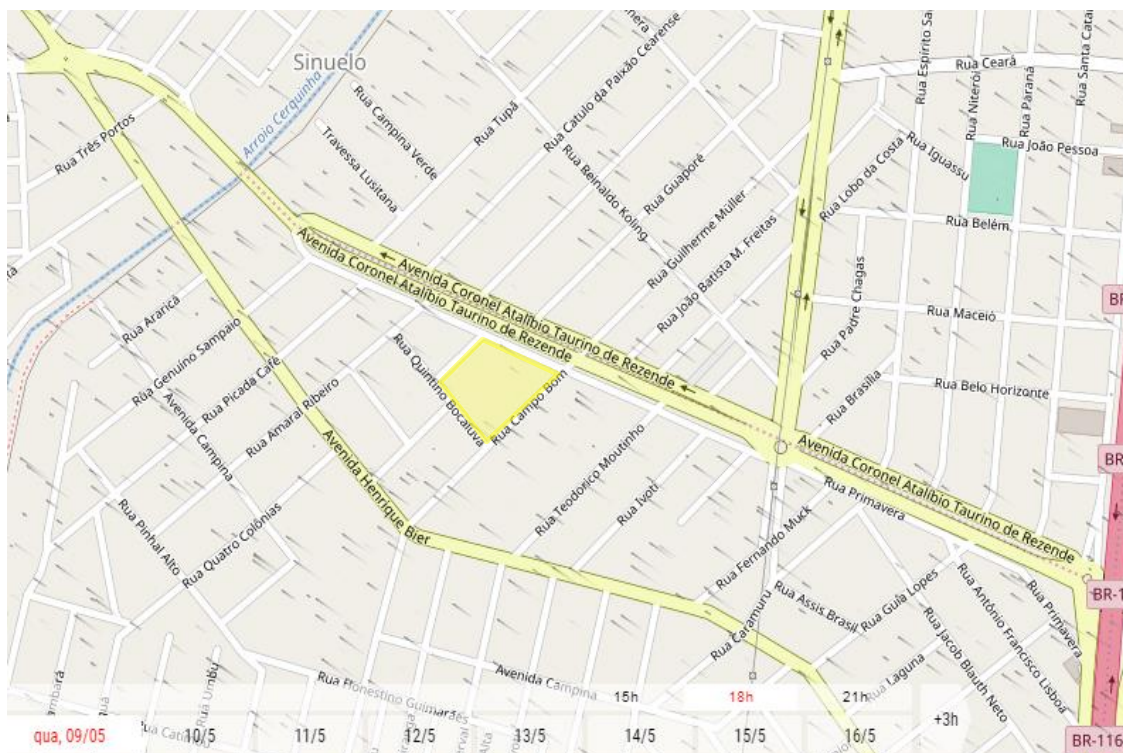 Sinuelo
Arroio Cerquinha
Rua Três Portos
Rua Campina Verde
Travessa Lusitana
Rua Tupã
Rua Catulo da Paixão Cearense
Rua Reinaldo Koling
Rua Guaporé
Rua Guilherme Müller
Rua João Batista M. Freitas
Rua Lobo da Costa
Rua Iguassu
Rua Niterói
Rua Paraná
Rua Ceará
Rua João Pessoa
Rua Belém
Rua Padre Chagas
Rua Maceió
Rua Belo Horizonte
Rua Brasília
Avenida Coronel Atalíbio Taurino de Rezende
Avenida Coronel Atalíbio Taurino de Rezende
Avenida Coronel Atalíbio Taurino de Rezende
Rua Quintino Bocaiuva
Rua Campo Bom
Rua Araricá
Rua Genuíno Sampaio
Rua Picada Café
Rua Amaral Ribeiro
Avenida Campina
Avenida Henrique Bier
Rua Pinhal Alto
Rua Quatro Colônias
Rua Teodorico Moutinho
Rua Ivoti
Rua Primavera
Rua Fernando Muck
Rua Caramuru
Rua Assis Brasil
Rua Guia Lopes
Rua Laguna
Rua Jacob Blauth Neto
Rua Antônio Francisco Lisboa
Rua Primavera
BR-1
BR-116
Avenida Campina
Rua Florestino Guimarães
Rua Umbu
15h
18h
21h
+3h
qua, 09/05
10/5
11/5
12/5
13/5
14/5
15/5
16/5